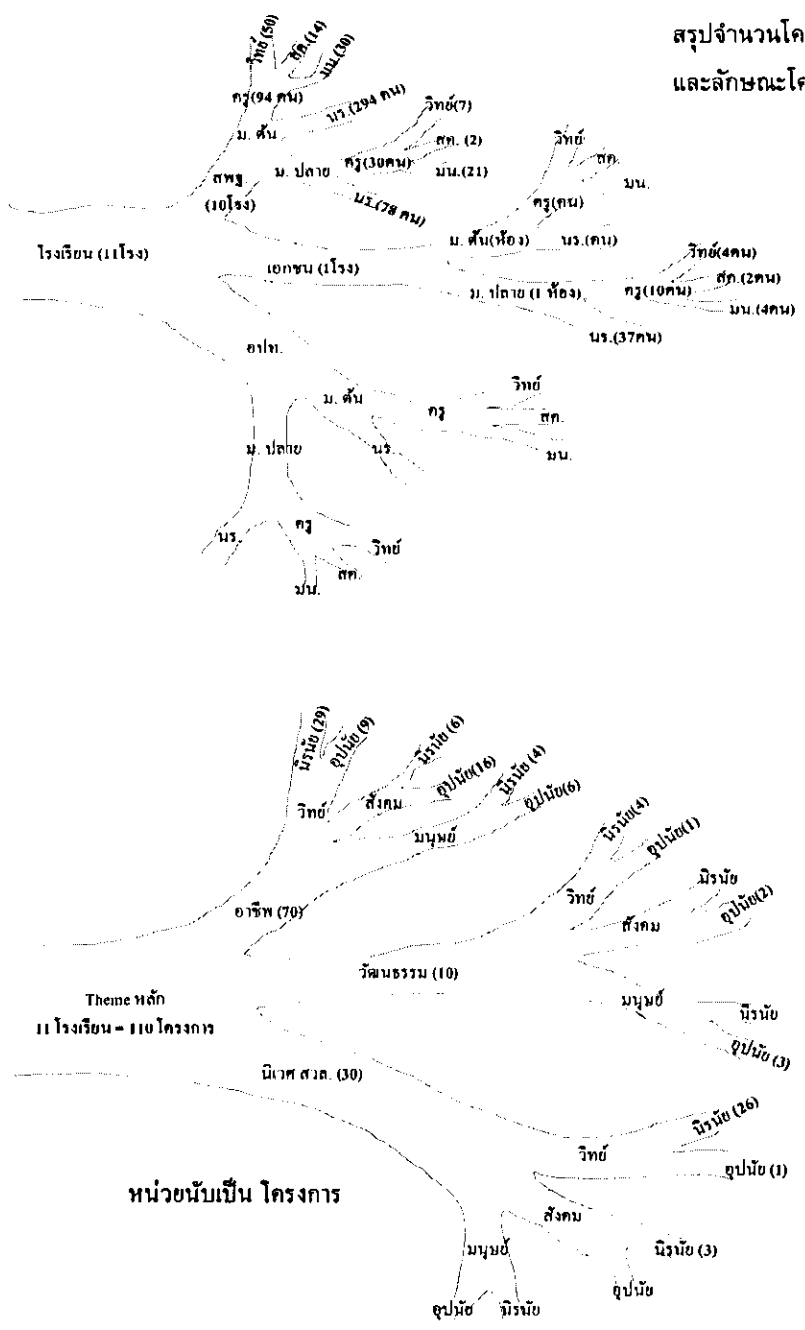 สรุปจำนวนโค
และลักษณะโค
วิทย์ (50)
สค.(14)
มน.(30)
ครู(94 คน)
นร.(294 คน)
ม. ต้น
วิทย์(7)
สค. (2)
ครู(30คน)
มน.(21)
ม. ปลาย
นร.(78 คน)
สพฐ.
(10โรง)
วิทย์
สค.
มน.
ครู(คน)
ม. ต้น(ห้อง)
นร.(คน)
โรงเรียน (11โรง)
เอกชน (1โรง)
วิทย์(4คน)
สค.(2คน)
ม. ปลาย (1 ห้อง)
ครู(10คน)
มน.(4คน)
นร.(37คน)
อปท.
ม. ต้น
ครู
วิทย์
สค.
มน.
นร.
ม. ปลาย
นร.
ครู
วิทย์
สค.
มน.
นิรนัย (29)
อุปนัย (9)
นิรนัย (6)
อุปนัย(16)
นิรนัย (4)
อุปนัย(6)
วิทย์
สังคม
มนุษย์
อาชีพ (70)
นิรนัย(4)
อุปนัย(1)
วิทย์
นิรนัย
อุปนัย(2)
สังคม
วัฒนธรรม (10)
มนุษย์
นิรนัย
อุปนัย (3)
Theme หลัก
11 โรงเรียน = 110 โครงการ
นิเวศ สวล. (30)
นิรนัย (26)
วิทย์
อุปนัย (1)
หน่วยนับเป็น โครงการ
สังคม
นิรนัย (3)
อุปนัย
มนุษย์
อุปนัย
นิรนัย